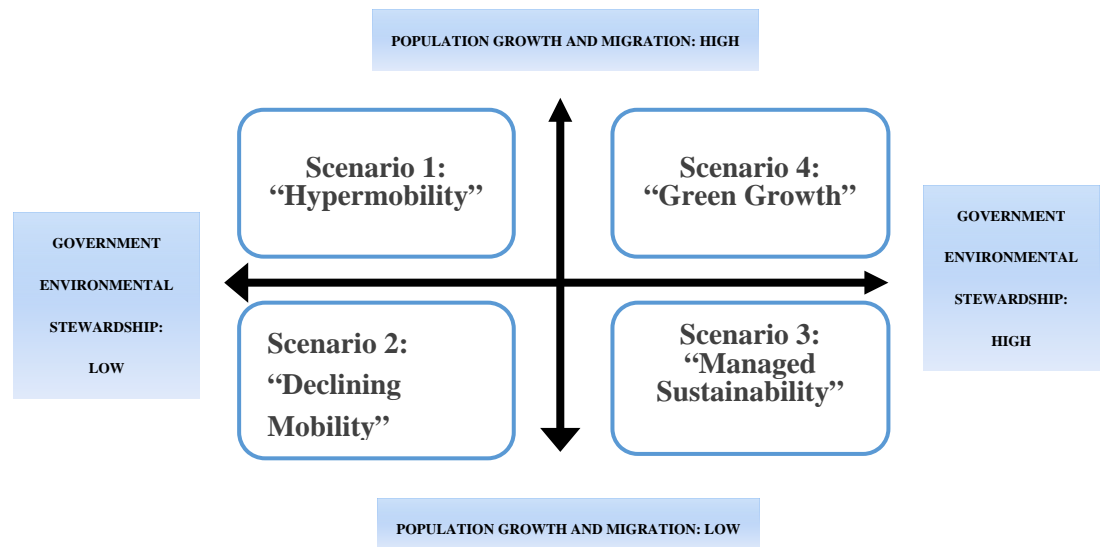 POPULATION GROWTH AND MIGRATION: HIGH
Scenario 1:
“Hypermobility”
Scenario 4:
“Green Growth”
GOVERNMENT
ENVIRONMENTAL
STEWARDSHIP:
LOW
GOVERNMENT
ENVIRONMENTAL
STEWARDSHIP:
HIGH
Scenario 2:
“Declining
Mobility”
Scenario 3:
“Managed
Sustainability”
POPULATION GROWTH AND MIGRATION: LOW